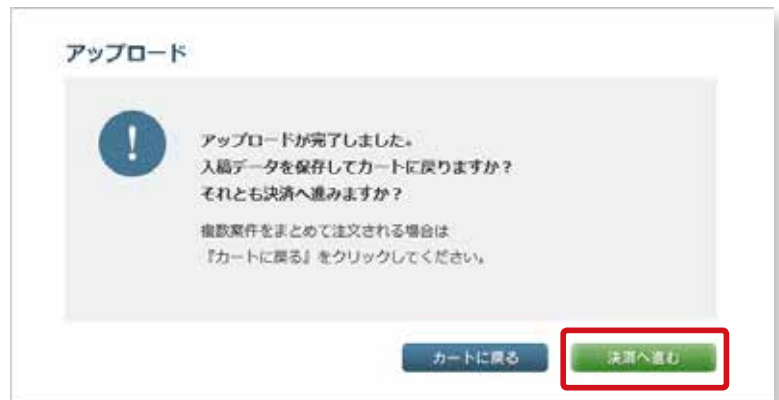 アップロード
!
アップロードが完了しました。
入稿データを保存してカートに戻りますか？
それとも決済へ進みますか？
複数案件をまとめて注文される場合は
『カートに戻る』をクリックしてください。
カートに戻る
決済へ進む